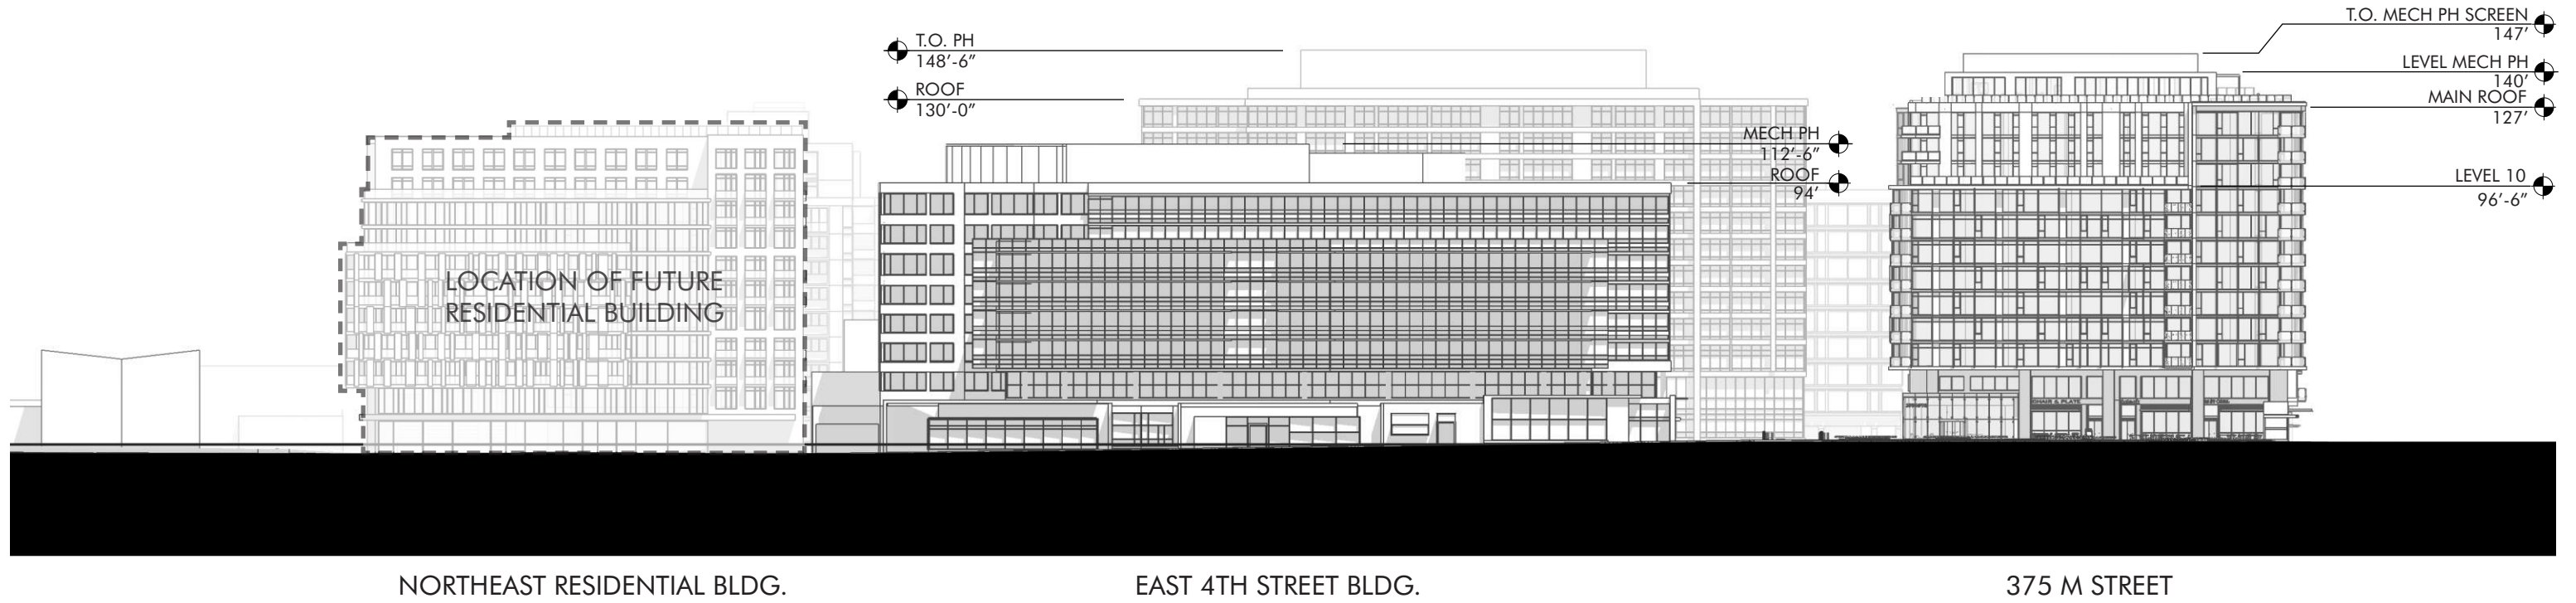 T.O. MECH PH SCREEN
147’
T.O. PH
148’-6”
LEVEL MECH PH
140’
ROOF
130’-0”
MAIN ROOF
127’
MECH PH
112’-6”
ROOF
94’
LEVEL 10
96’-6”
LOCATION OF FUTURE
RESIDENTIAL BUILDING
NORTHEAST RESIDENTIAL BLDG.
EAST 4TH STREET BLDG.
375 M STREET